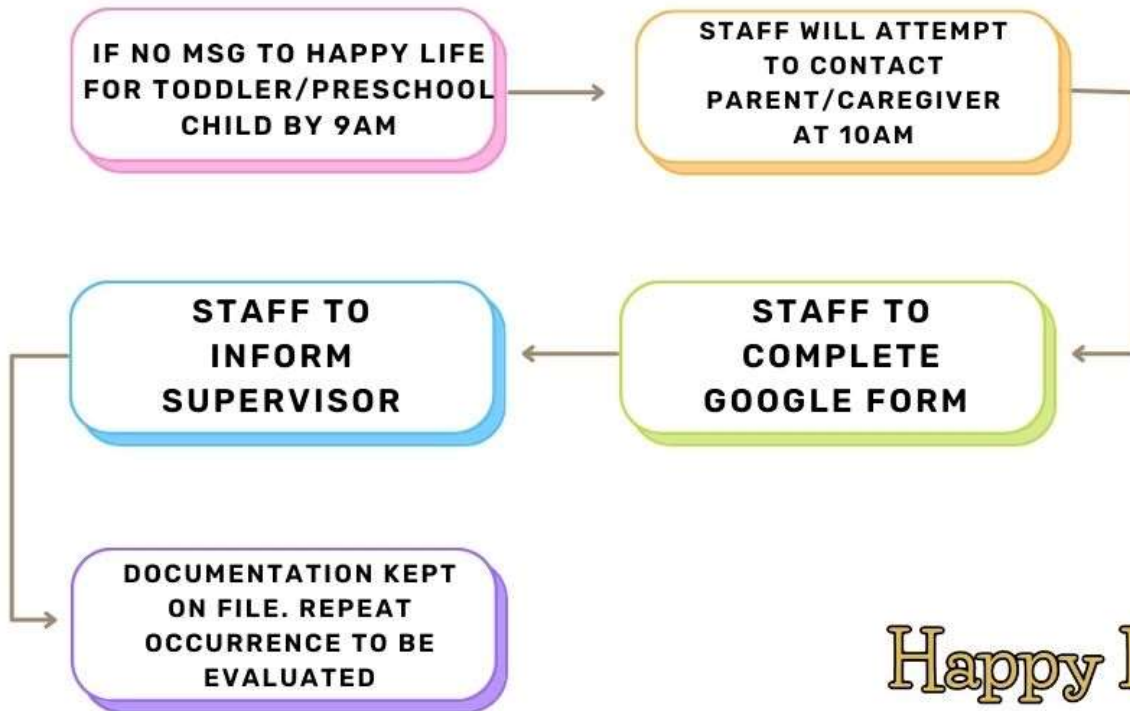 IF NO MSG TO HAPPY LIFE
FOR TODDLER/PRESCHOOL
CHILD BY 9AM
STAFF WILL ATTEMPT
TO CONTACT
PARENT/CAREGIVER
AT 10AM
STAFF TO
COMPLETE
GOOGLE FORM
STAFF TO
INFORM
SUPERVISOR
DOCUMENTATION KEPT
ON FILE. REPEAT
OCCURRENCE TO BE
EVALUATED
Happy